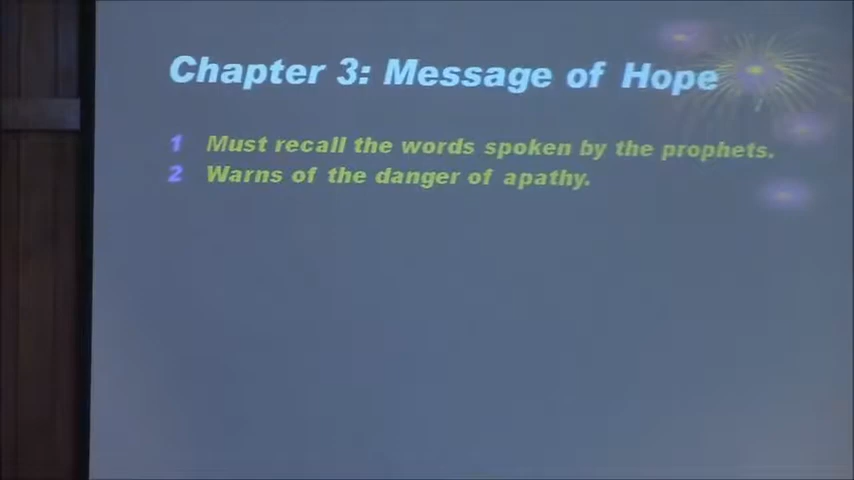 Chapter 3: Message of Hope
1 Must recall the words spoken by the prophets.
2 Warns of the danger of apathy.